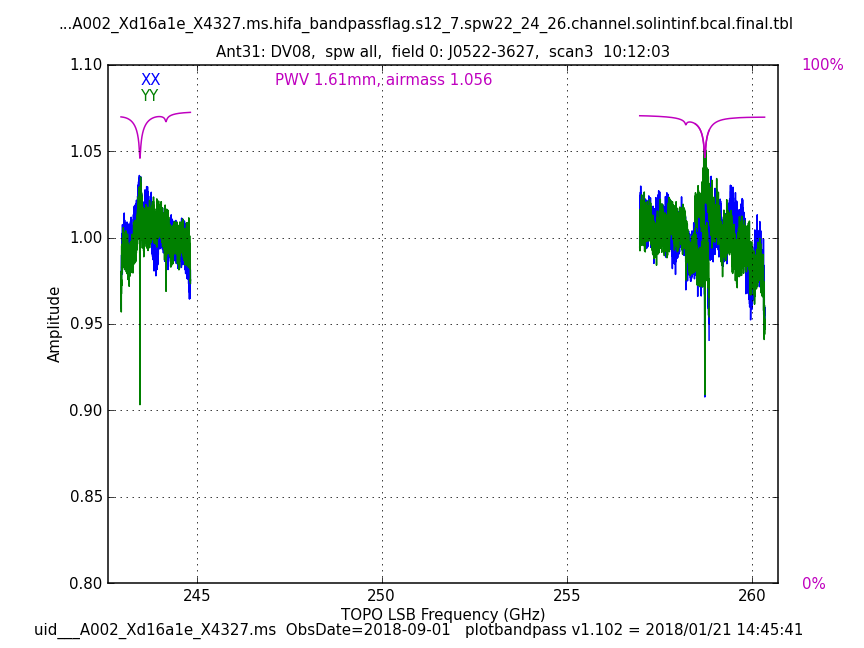 ...A002_Xd16a1e_X4327.ms.hifa_bandpassflag.s12_7.spw22_24_26.channel.solintinf.bcal.final.tbl
Ant31: DV08,  spw all,  field 0: J0522-3627,  scan3  10:12:03
1.10
XX
YY
PWV 1.61mm, airmass 1.056
100%
1.05
1.00
Amplitude
0.95
0.90
0.85
0.80
0%
245
250
255
260
TOPO LSB Frequency (GHz)
uid___A002_Xd16a1e_X4327.ms  ObsDate=2018-09-01   plotbandpass v1.102 = 2018/01/21 14:45:41